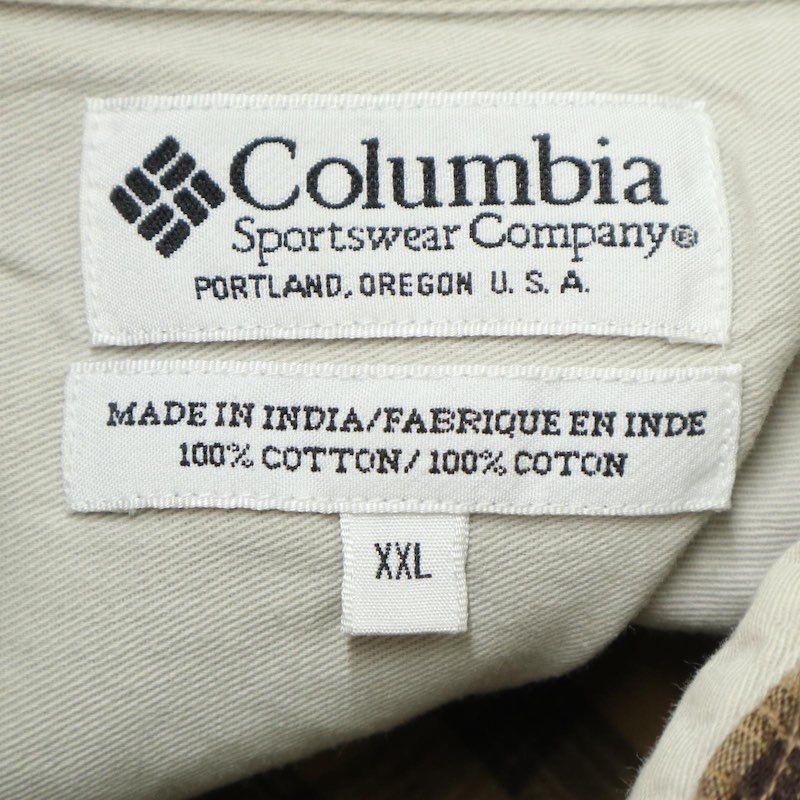 Columbia
Sportswear Company®
PORTLAND, OREGON U.S.A.
MADE IN INDIA/FABRIQUE EN INDE
100% COTTON/100% COTON
XXL